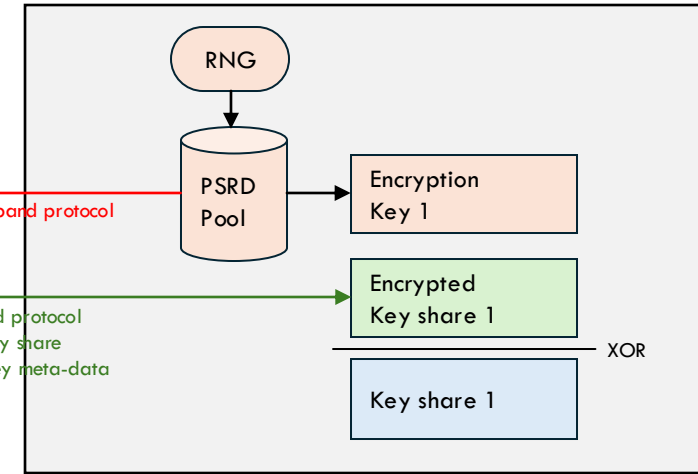 RNG
PSRD
Pool
Encryption
Key 1
band protocol
Encrypted
Key share 1
d protocol
y share
ey meta-data
XOR
Key share 1